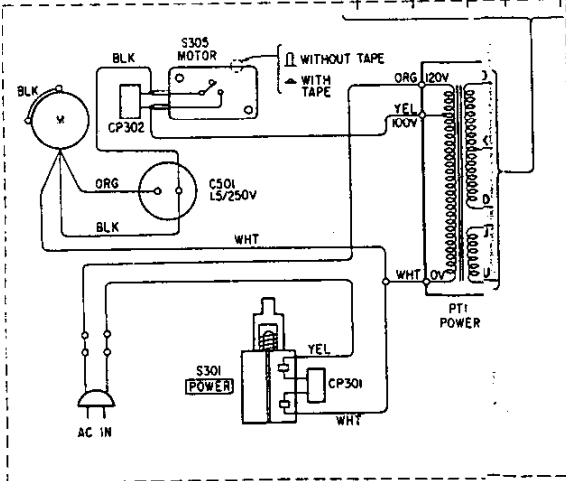 S305
MOTOR
BLK
WITHOUT TAPE
WITH
TAPE
ORG 120V
BLK
M
CP302
YEL
100V
ORG
C501
1.5/250V
BLK
WHT
WHT 0V
PT1
POWER
YEL
S301
POWER
CP301
WHT
AC IN